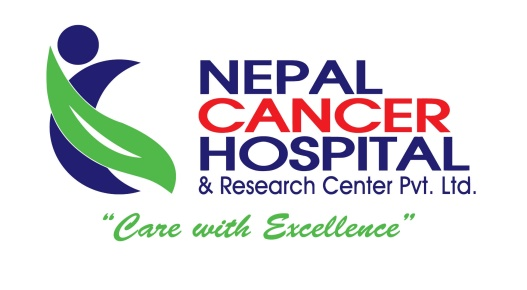 NEPAL
CANCER
HOSPITAL
& Research Center Pvt. Ltd.
“Care with Excellence”